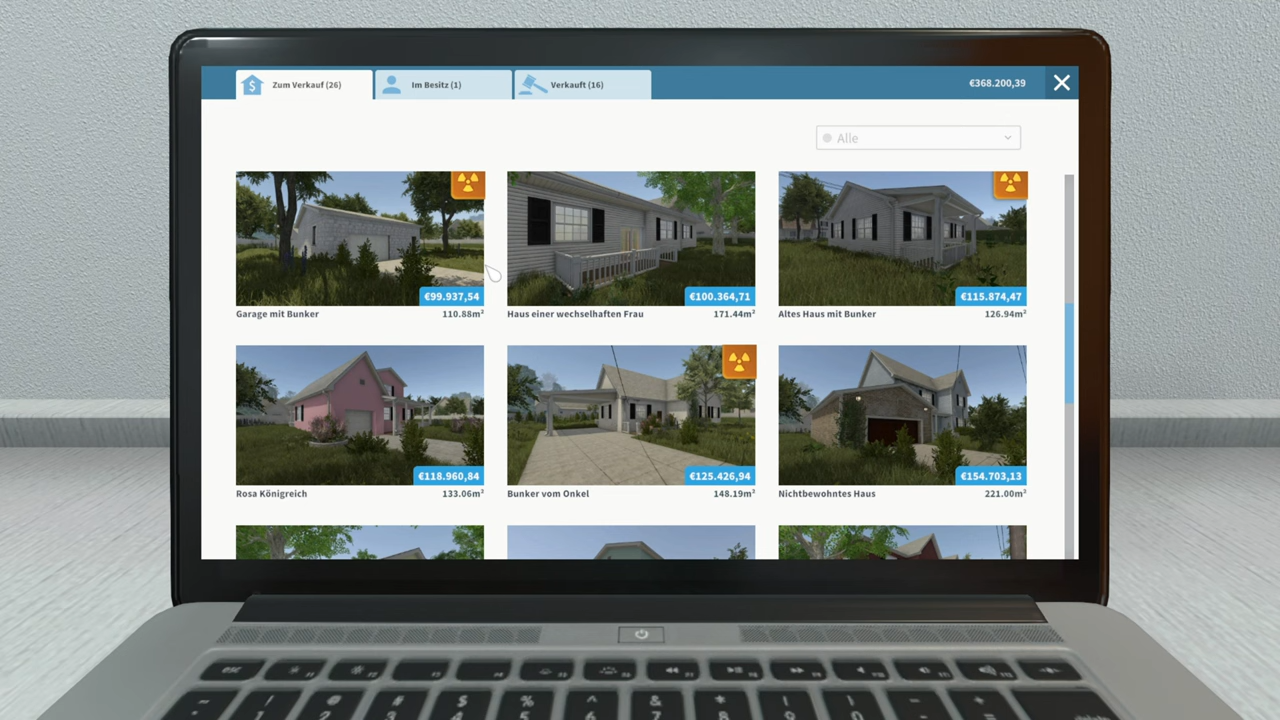 Zum Verkauf (26)
Im Besitz (1)
Verkauft (16)
€368.200,39
Alle
€99.937,54
€100.364,71
€115.874,47
Garage mit Bunker
110.88m²
Haus einer wechselhaften Frau
171.44m²
Altes Haus mit Bunker
126.94m²
€118.960,84
€125.426,94
€154.703,13
Rosa Königreich
133.06m²
Bunker vom Onkel
148.19m²
Nichtbewohntes Haus
221.00m²
esc